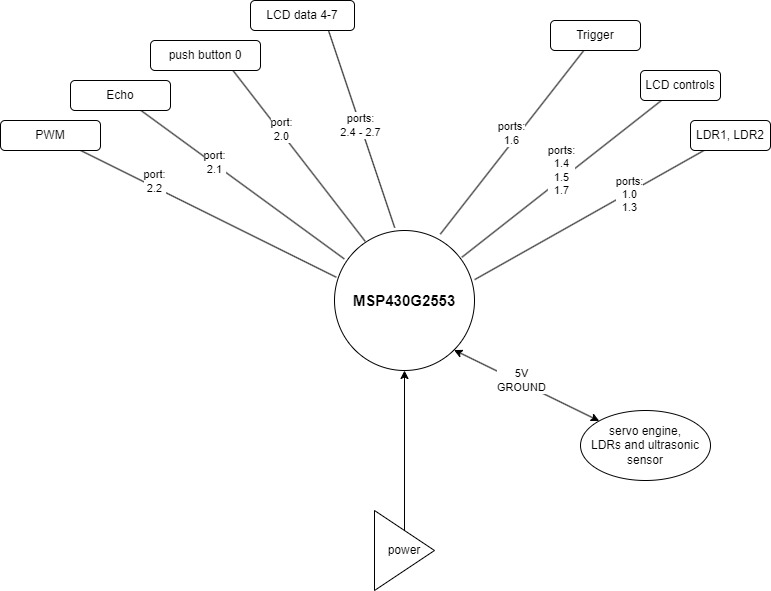 LCD data 4-7
Trigger
push button 0
LCD controls
Echo
PWM
LDR1, LDR2
ports:
2.4 - 2.7
port:
2.0
ports:
1.6
port:
2.1
ports:
1.4
1.5
1.7
port:
2.2
ports:
1.0
1.3
MSP430G2553
5V
GROUND
servo engine,
LDRs and ultrasonic
sensor
power